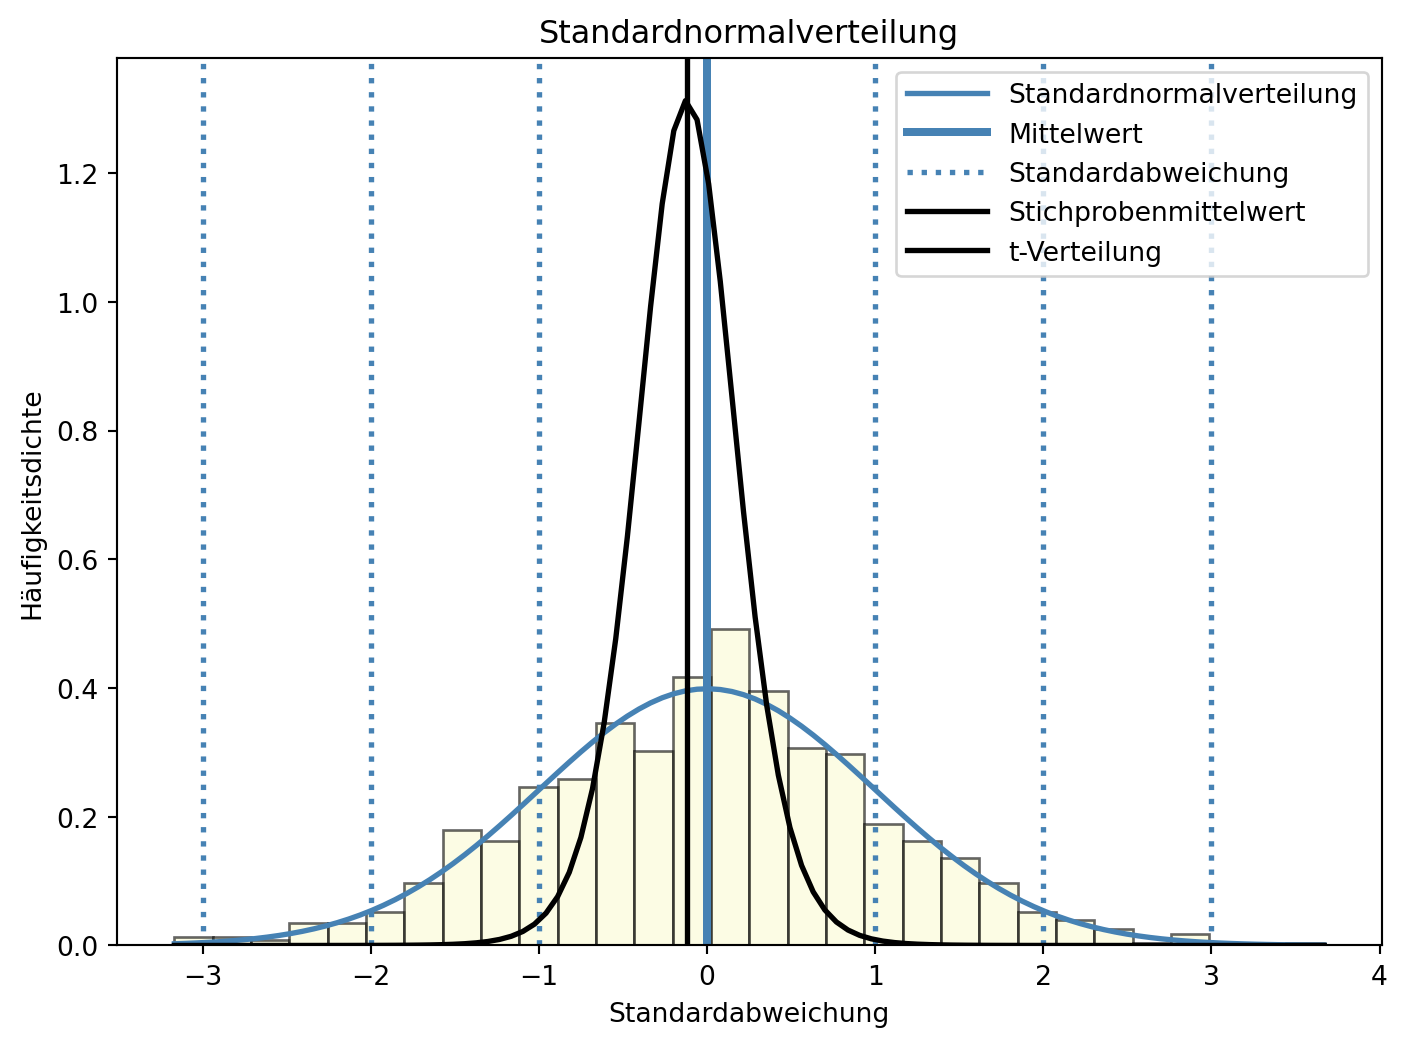 Standardnormalverteilung
Standardnormalverteilung
Mittelwert
Standardabweichung
Stichprobenmittelwert
t-Verteilung
Häufigkeitsdichte
1.2
1.0
0.8
0.6
0.4
0.2
0.0
−3 −2 −1 0 1 2 3 4
Standardabweichung